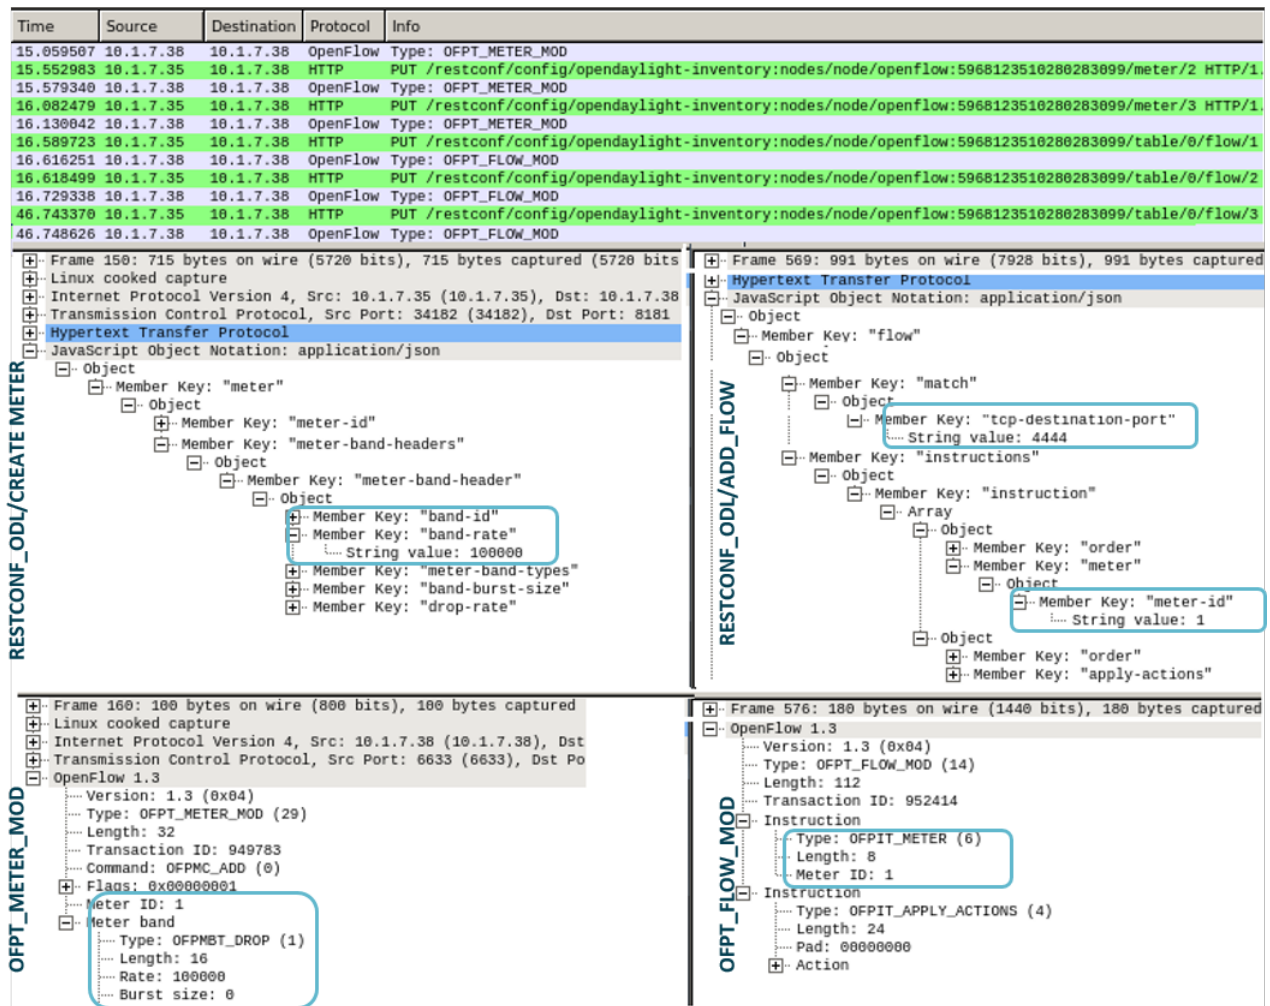 Time Source Destination Protocol Info
15.059507 10.1.7.38 10.1.7.38 OpenFlow Type: OFPT_METER_MOD
15.552983 10.1.7.35 10.1.7.38 HTTP PUT /restconf/config/opendaylight-inventory:nodes/node/openflow:5968123510280283099/meter/2 HTTP/1.
15.579340 10.1.7.38 10.1.7.38 OpenFlow Type: OFPT_METER_MOD
16.082479 10.1.7.35 10.1.7.38 HTTP PUT /restconf/config/opendaylight-inventory:nodes/node/openflow:5968123510280283099/meter/3 HTTP/1.
16.130042 10.1.7.38 10.1.7.38 OpenFlow Type: OFPT_METER_MOD
16.589723 10.1.7.35 10.1.7.38 HTTP PUT /restconf/config/opendaylight-inventory:nodes/node/openflow:5968123510280283099/table/0/flow/1
16.616251 10.1.7.38 10.1.7.38 OpenFlow Type: OFPT_FLOW_MOD
16.618499 10.1.7.35 10.1.7.38 HTTP PUT /restconf/config/opendaylight-inventory:nodes/node/openflow:5968123510280283099/table/0/flow/2
16.729338 10.1.7.38 10.1.7.38 OpenFlow Type: OFPT_FLOW_MOD
46.743370 10.1.7.35 10.1.7.38 HTTP PUT /restconf/config/opendaylight-inventory:nodes/node/openflow:5968123510280283099/table/0/flow/3
46.748626 10.1.7.38 10.1.7.38 OpenFlow Type: OFPT_FLOW_MOD
RESTCONF_ODL/CREATE METER
Frame 150: 715 bytes on wire (5720 bits), 715 bytes captured (5720 bits
Linux cooked capture
Internet Protocol Version 4, Src: 10.1.7.35 (10.1.7.35), Dst: 10.1.7.38
Transmission Control Protocol, Src Port: 34182 (34182), Dst Port: 8181
Hypertext Transfer Protocol
JavaScript Object Notation: application/json
Object
Member Key: "meter"
Object
Member Key: "meter-id"
Member Key: "meter-band-headers"
Object
Member Key: "meter-band-header"
Object
Member Key: "band-id"
Member Key: "band-rate"
String value: 100000
Member Key: "meter-band-types"
Member Key: "band-burst-size"
Member Key: "drop-rate"
RESTCONF_ODL/ADD_FLOW
Frame 569: 991 bytes on wire (7928 bits), 991 bytes captured
Hypertext Transfer Protocol
JavaScript Object Notation: application/json
Object
Member Key: "flow"
Object
Member Key: "match"
Object
Member Key: "tcp-destination-port"
String value: 4444
Member Key: "instructions"
Object
Member Key: "instruction"
Array
Object
Member Key: "order"
Member Key: "meter"
Object
Member Key: "meter-id"
String value: 1
Object
Member Key: "order"
Member Key: "apply-actions"
OFPT_METER_MOD
Frame 160: 100 bytes on wire (800 bits), 100 bytes captured
Linux cooked capture
Internet Protocol Version 4, Src: 10.1.7.38 (10.1.7.38), Dst
Transmission Control Protocol, Src Port: 6633 (6633), Dst Po
OpenFlow 1.3
Version: 1.3 (0x04)
Type: OFPT_METER_MOD (29)
Length: 32
Transaction ID: 949783
Command: OFPMC_ADD (0)
Flags: 0x00000001
Meter ID: 1
Meter band
Type: OFPMBT_DROP (1)
Length: 16
Rate: 100000
Burst size: 0
OFPT_FLOW_MOD
Frame 576: 180 bytes on wire (1440 bits), 180 bytes captured
OpenFlow 1.3
Version: 1.3 (0x04)
Type: OFPT_FLOW_MOD (14)
Length: 112
Transaction ID: 952414
Instruction
Type: OFPIT_METER (6)
Length: 8
Meter ID: 1
Instruction
Type: OFPIT_APPLY_ACTIONS (4)
Length: 24
Pad: 00000000
Action